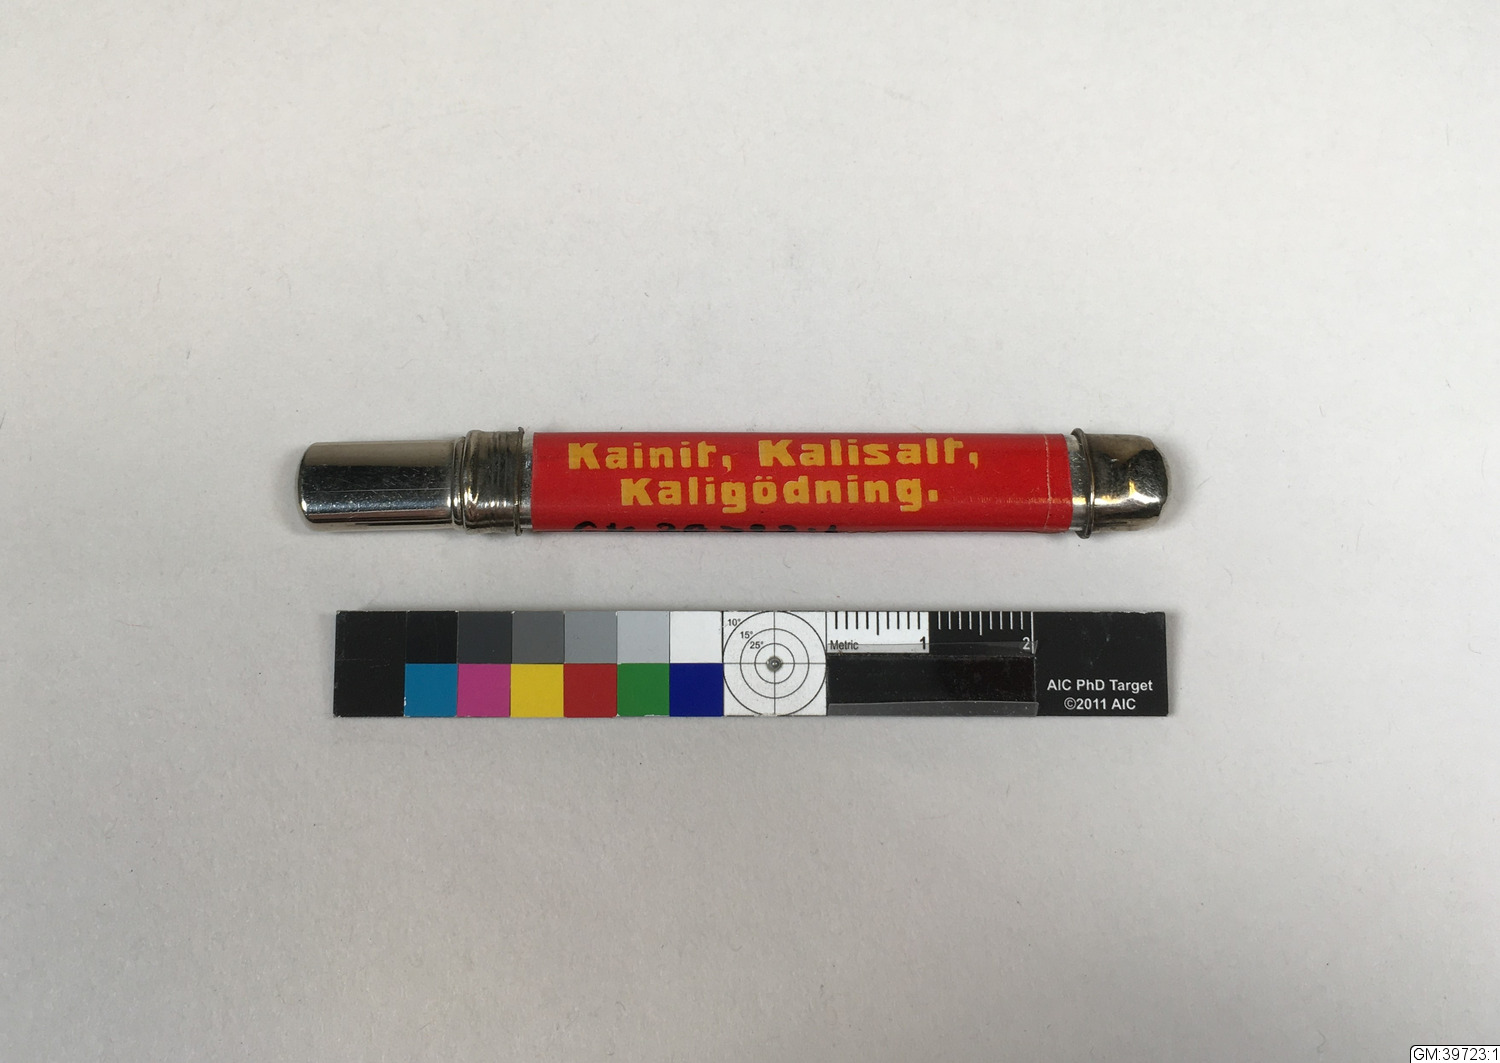 Kainit, Kalisalt,
Kaligödning.
10°
15°
25°
Metric
1
2
AIC PhD Target
©2011 AIC
GM:39723:1